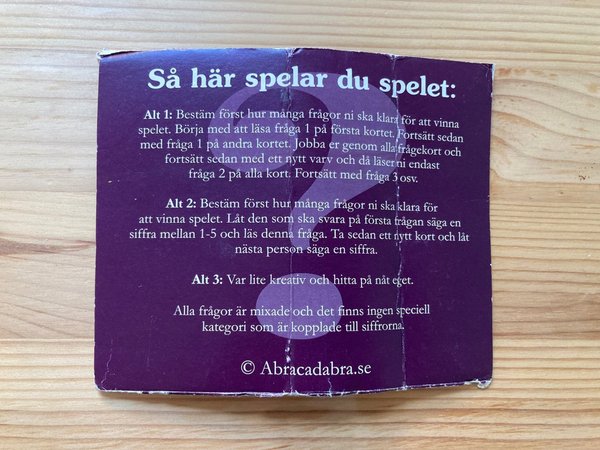 Så här spelar du spelet:
Alt 1: Bestäm först hur många frågor ni ska klara för att vinna
spelet. Börja med att läsa fråga 1 på första kortet. Fortsätt sedan
med fråga 1 på andra kortet. Jobba er genom alla frågekort och
fortsätt sedan med ett nytt varv och då läser ni endast
fråga 2 på alla kort. Fortsätt med fråga 3 osv.
Alt 2: Bestäm först hur många frågor ni ska klara för
att vinna spelet. Låt den som ska svara på första frågan säga en
siffra mellan 1-5 och läs denna fråga. Ta sedan ett nytt kort och låt
nästa person säga en siffra.
Alt 3: Var lite kreativ och hitta på nåt eget.
Alla frågor är mixade och det finns ingen speciell
kategori som är kopplade till siffrorna.
© Abracadabra.se